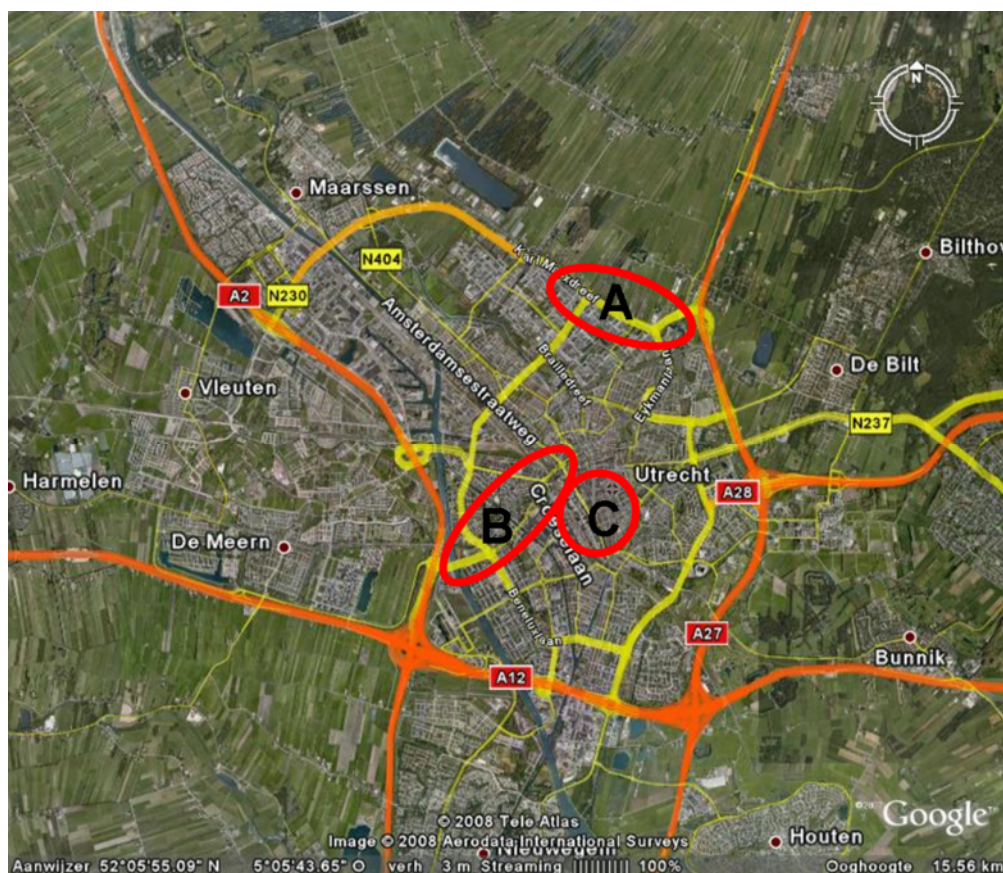 N
Maarssen
Karl Marxdreef
N404
Biltho
A2
N230
A
Amsterdamsestraatweg
Brailledreef
De Bilt
Vleuten
N237
Utrecht
Harmelen
A28
B
Croeselaan
C
De Meern
Beneluxlaan
A27
Bunnik
A12
Google
© 2008 Tele Atlas
Image © 2008 Aerodata International Surveys
Nieuwegein
Houten
Aanwijzer 52°05'55.09" N 5°05'43.65" O verh 3 m Streaming |||||||||| 100% Ooghoogte 15.56 km